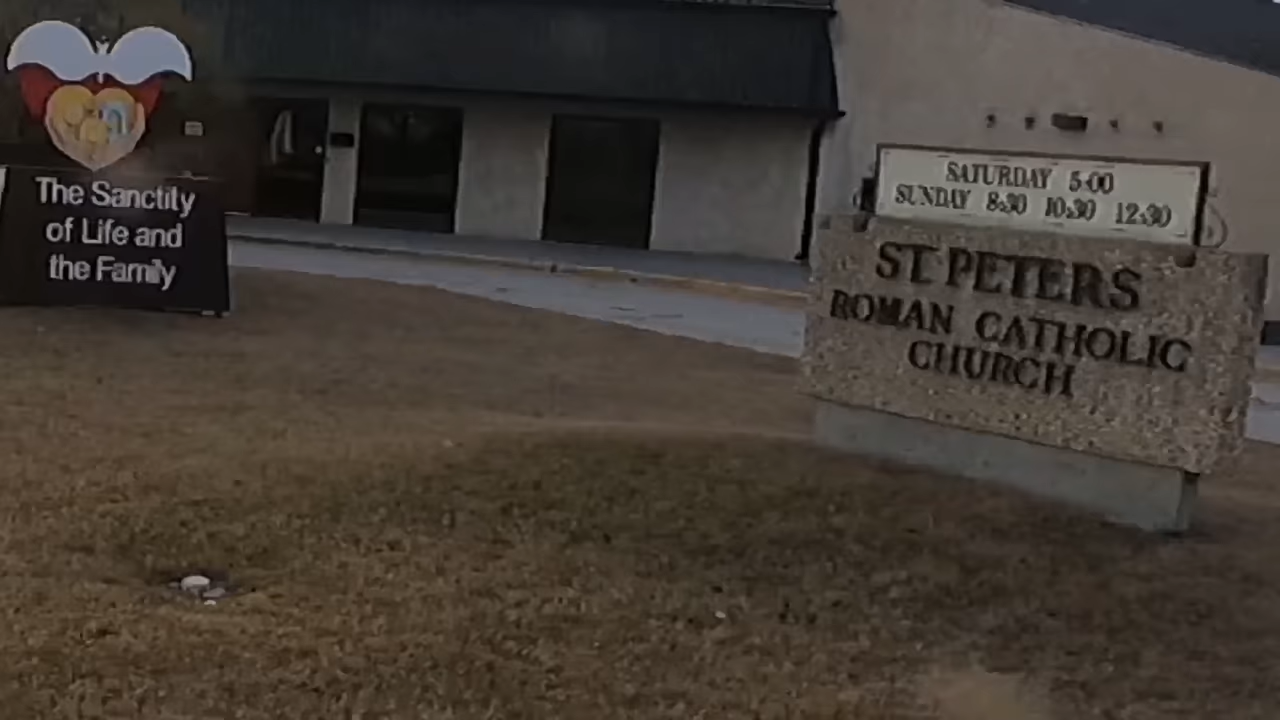 The Sanctity
of Life and
the Family
SATURDAY 5:00
SUNDAY 8:30 10:30 12:30
ST. PETERS
ROMAN CATHOLIC
CHURCH